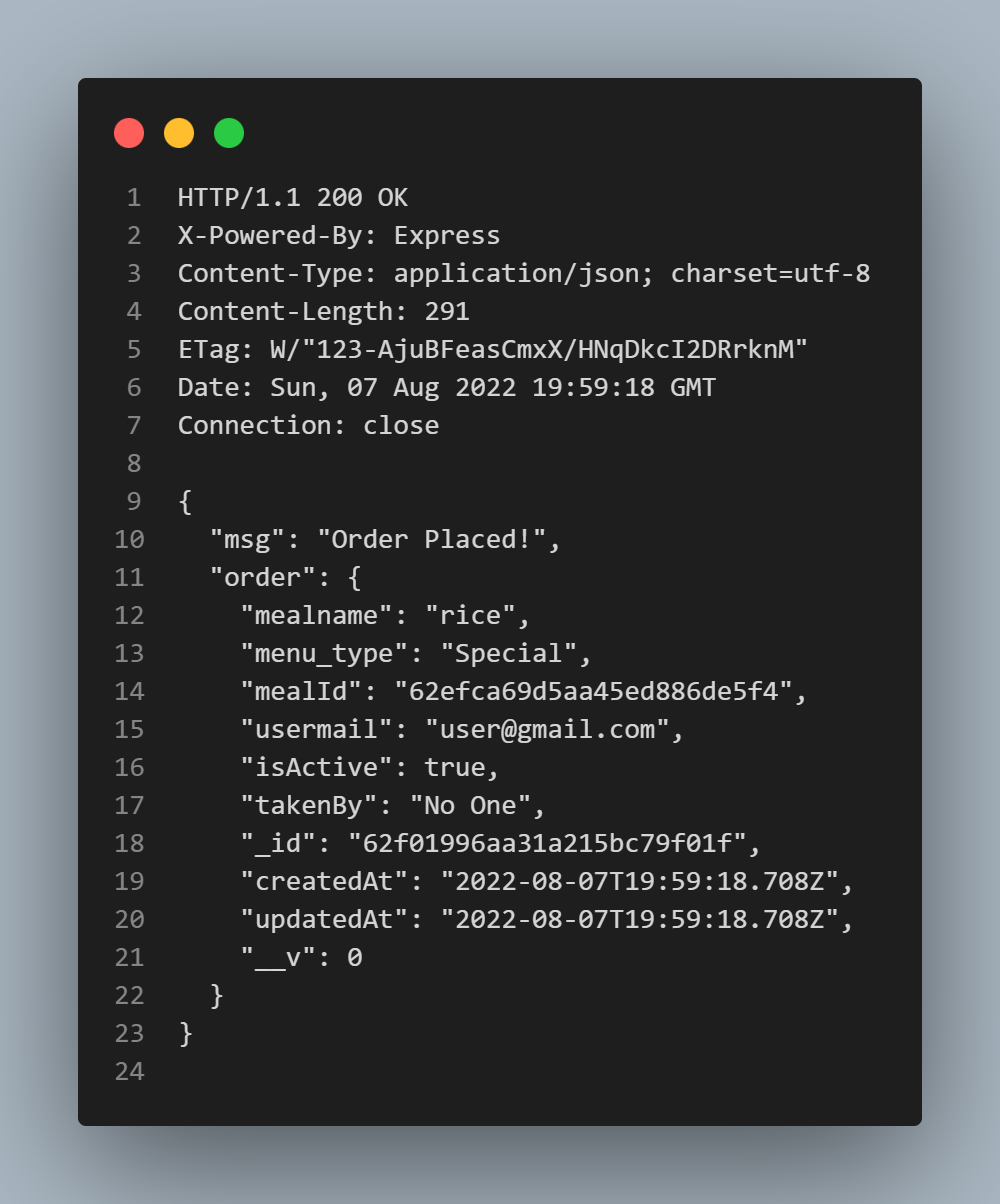 1 HTTP/1.1 200 OK
2 X-Powered-By: Express
3 Content-Type: application/json; charset=utf-8
4 Content-Length: 291
5 ETag: W/"123-AjuBFeasCmxX/HNqDkcI2DRrknM"
6 Date: Sun, 07 Aug 2022 19:59:18 GMT
7 Connection: close
8
9 {
10   "msg": "Order Placed!",
11   "order": {
12     "mealname": "rice",
13     "menu_type": "Special",
14     "mealId": "62efca69d5aa45ed886de5f4",
15     "usermail": "user@gmail.com",
16     "isActive": true,
17     "takenBy": "No One",
18     "_id": "62f01996aa31a215bc79f01f",
19     "createdAt": "2022-08-07T19:59:18.708Z",
20     "updatedAt": "2022-08-07T19:59:18.708Z",
21     "__v": 0
22   }
23 }
24